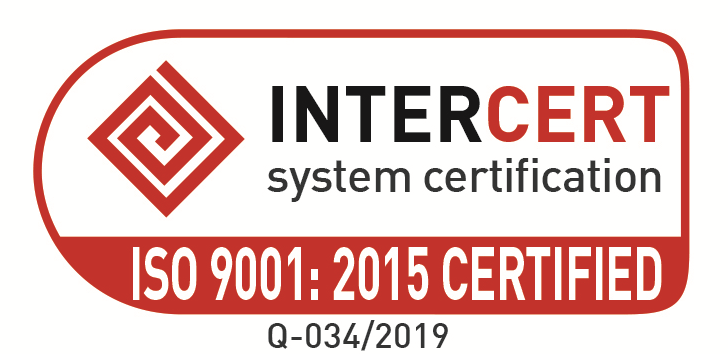 INTERCERT
system certification
ISO 9001: 2015 CERTIFIED
Q-034/2019